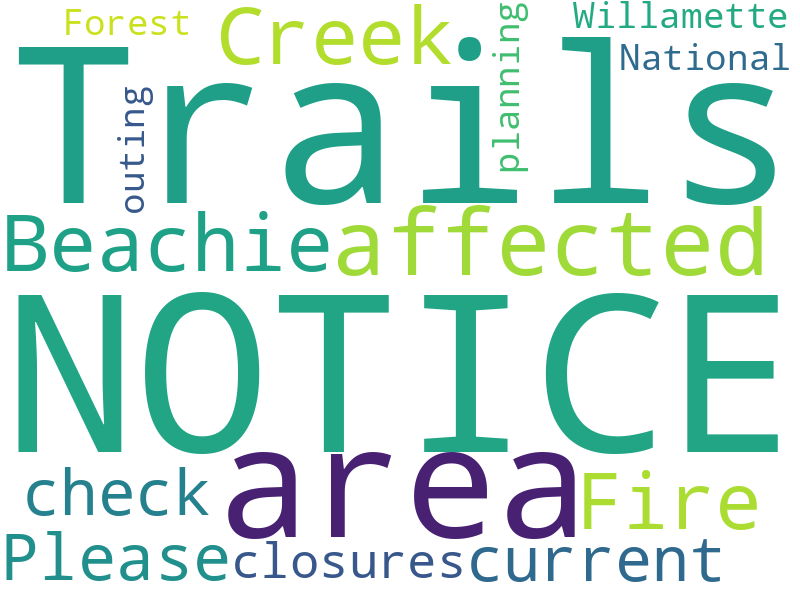 Forest
Creek
planning
Willamette
National
Trails
outing
Beachie
affected
NOTICE
area
check
Fire
Please
closures
current